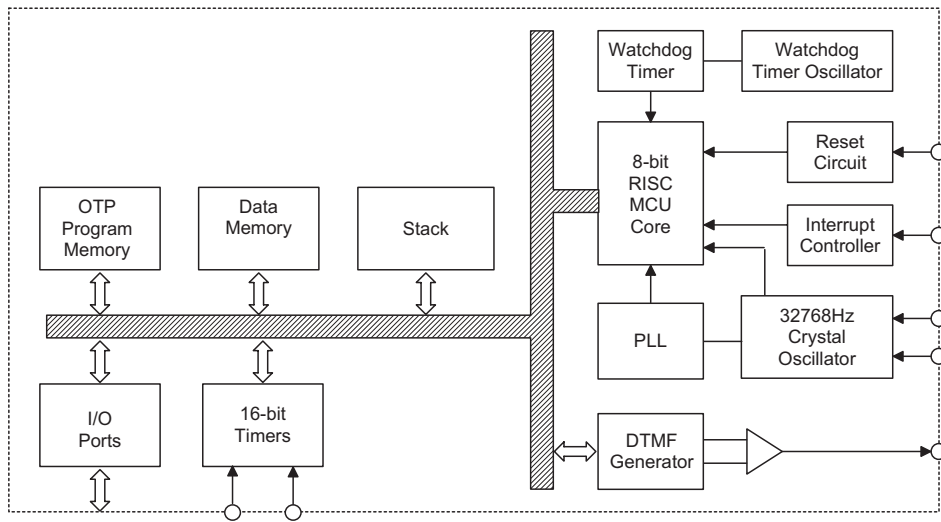 Watchdog
Timer
Watchdog
Timer Oscillator
8-bit
RISC
MCU
Core
Reset
Circuit
Interrupt
Controller
OTP
Program
Memory
Data
Memory
Stack
PLL
32768Hz
Crystal
Oscillator
I/O
Ports
16-bit
Timers
DTMF
Generator